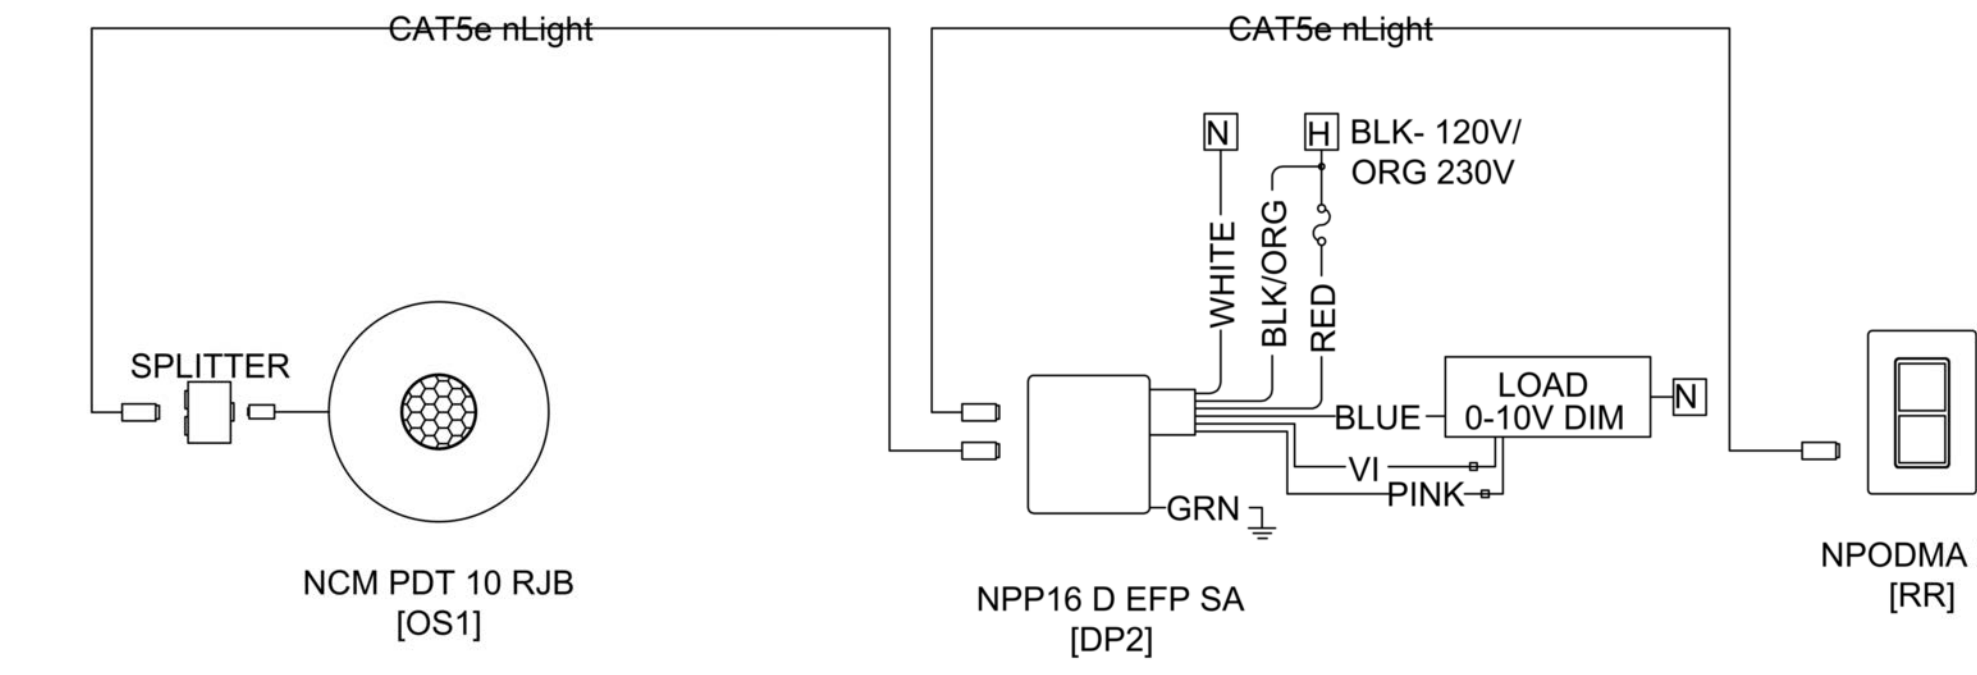 CAT5e nLight
CAT5e nLight
N
H
BLK- 120V/
ORG 230V
WHITE
BLK/ORG
RED
SPLITTER
LOAD
0-10V DIM
N
BLUE
VI
PINK
GRN
NCM PDT 10 RJB
[OS1]
NPP16 D EFP SA
[DP2]
NPODMA
[RR]